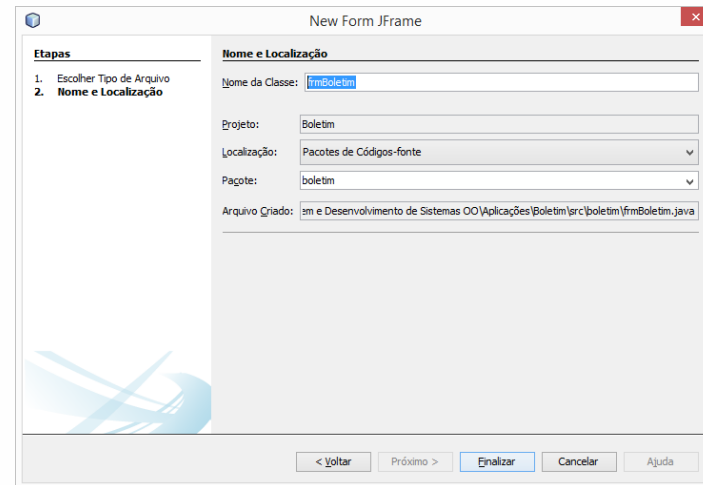 New Form JFrame
Etapas
1. Escolher Tipo de Arquivo
2. Nome e Localização
Nome e Localização
Nome da Classe: frmBoletim
Projeto: Boletim
Localização: Pacotes de Códigos-fonte
Pacote: boletim
Arquivo Criado: em e Desenvolvimento de Sistemas OO\Aplicações\Boletim\src\boletim\frmBoletim.java
< Voltar Próximo > Finalizar Cancelar Ajuda